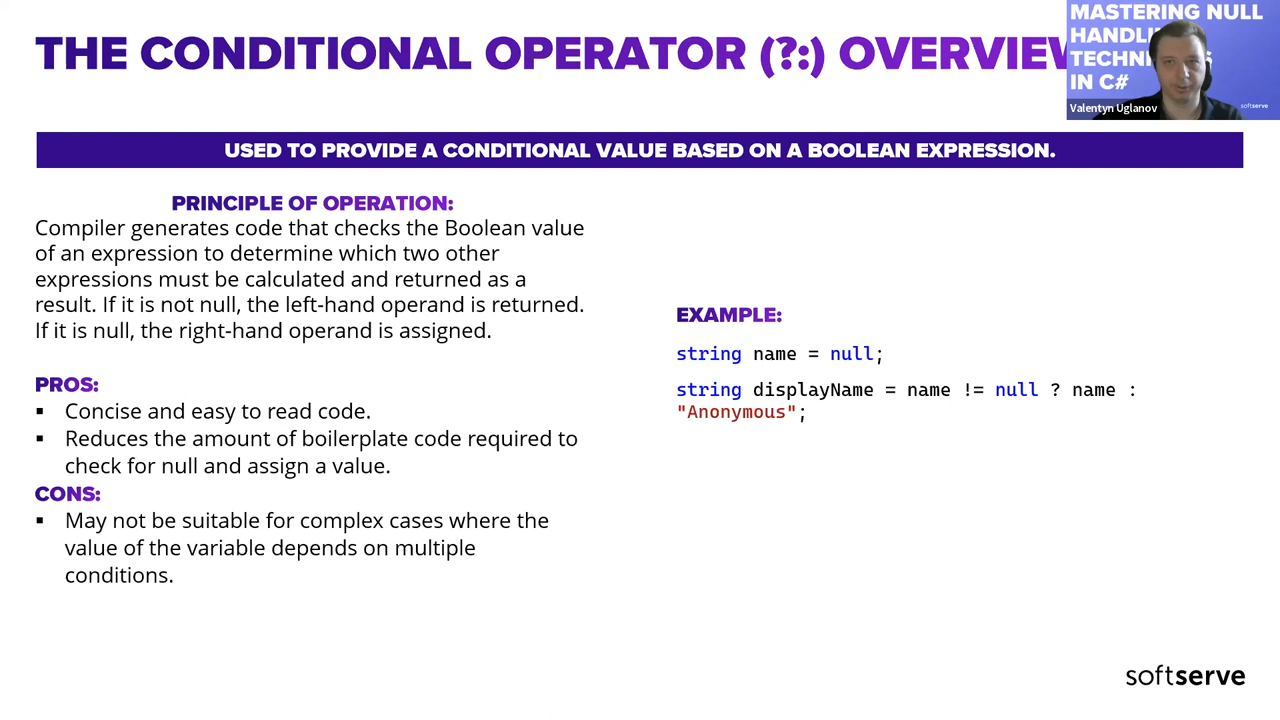 THE CONDITIONAL OPERATOR (?:) OVERVIEW
MASTERING NULL
HANDLI
TECHNI S
IN C#
Valentyn Uglanov
softserve
USED TO PROVIDE A CONDITIONAL VALUE BASED ON A BOOLEAN EXPRESSION.
PRINCIPLE OF OPERATION:
Compiler generates code that checks the Boolean value
of an expression to determine which two other
expressions must be calculated and returned as a
result. If it is not null, the left-hand operand is returned.
If it is null, the right-hand operand is assigned.
PROS:
▪ Concise and easy to read code.
▪ Reduces the amount of boilerplate code required to
check for null and assign a value.
CONS:
▪ May not be suitable for complex cases where the
value of the variable depends on multiple
conditions.
EXAMPLE:
string name = null;
string displayName = name != null ? name :
"Anonymous";
softserve